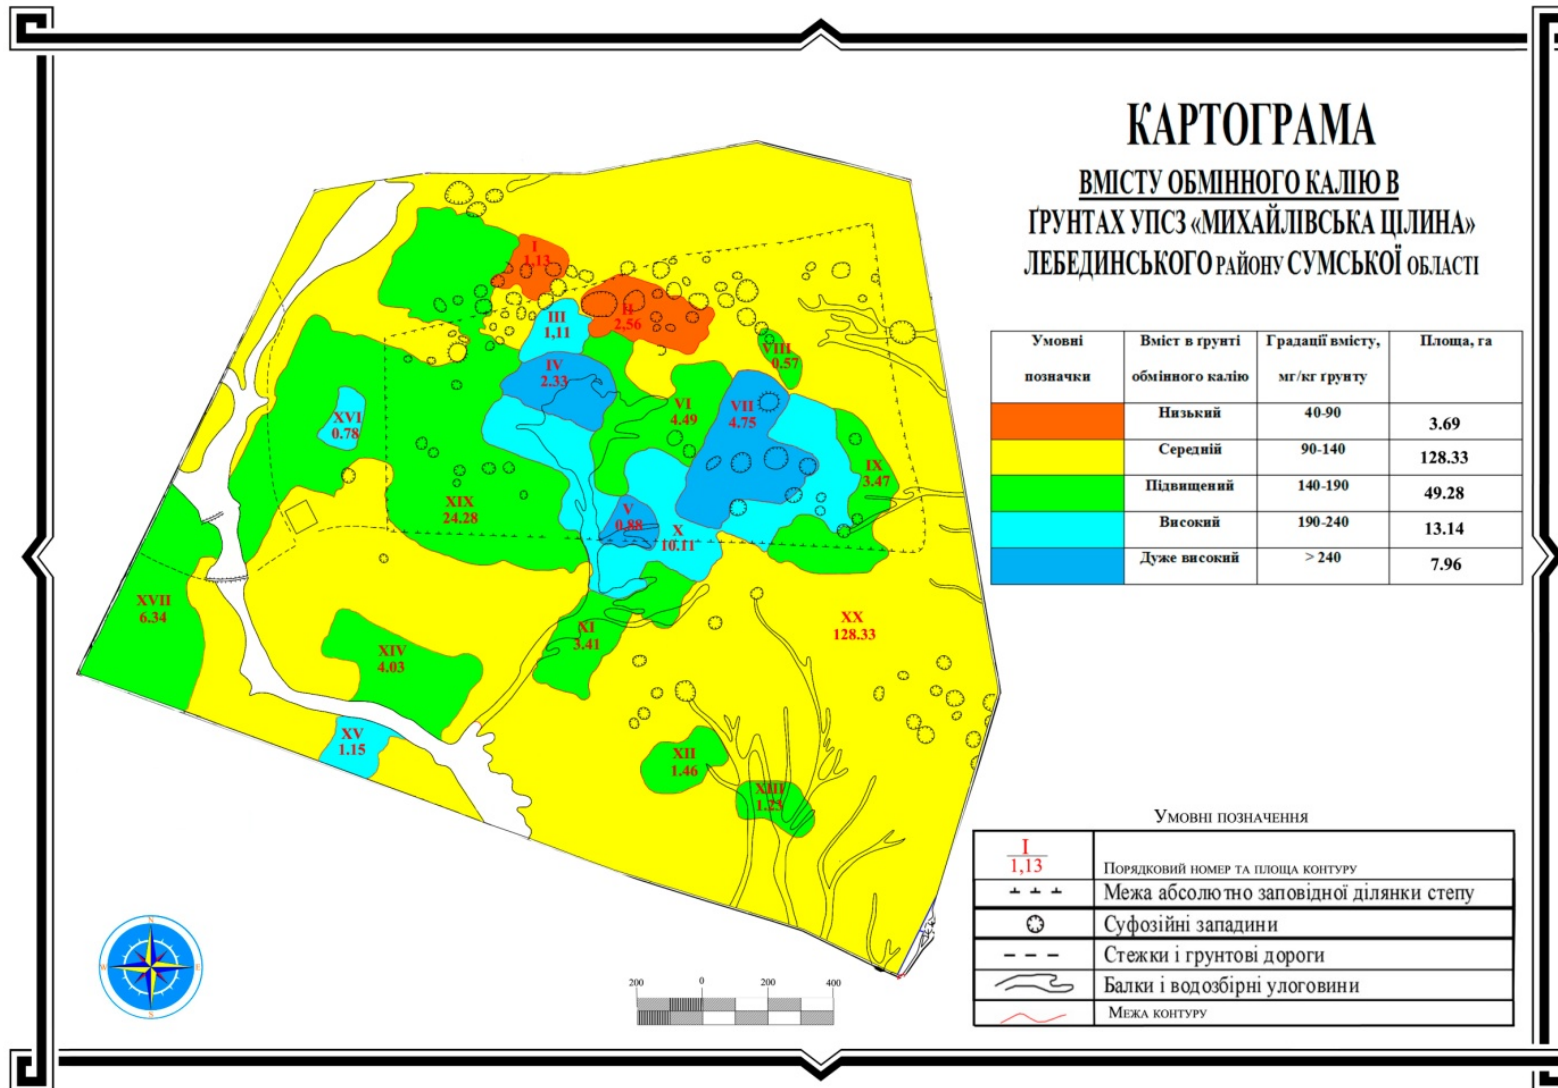 КАРТОГРАМА
ВМІСТУ ОБМІННОГО КАЛІЮ В
ҐРУНТАХ УПСЗ «МИХАЙЛІВСЬКА ЦІЛИНА»
ЛЕБЕДИНСЬКОГО РАЙОНУ СУМСЬКОЇ ОБЛАСТІ
Умовні позначки
Вміст в ґрунті обмінного калію
Градації вмісту, мг/кг ґрунту
Площа, га
Низький 40-90 3.69
Середній 90-140 128.33
Підвищений 140-190 49.28
Високий 190-240 13.14
Дуже високий > 240 7.96
I
1,13
II
2,56
III
1,11
IV
2.33
VIII
0.57
VI
4.49
VII
4.75
XVI
0.78
IX
3.47
XIX
24.28
V
0.88
X
10.11
XVII
6.34
XI
3.41
XX
128.33
XIV
4.03
XV
1.15
XII
1.46
XIII
1.23
N
W
E
S
200 0 200 400
Умовні позначення
I
1,13
Порядковий номер та площа контуру
Межа абсолютно заповідної ділянки степу
Суфозійні западини
Стежки і грунтові дороги
Балки і водозбірні улоговини
Межа контуру